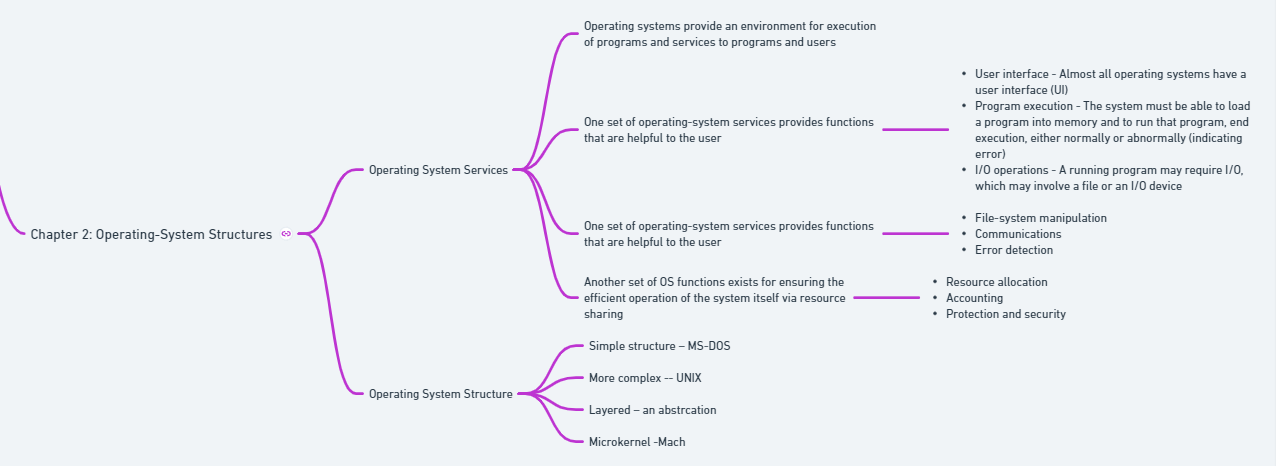 Chapter 2: Operating-System Structures
Operating System Services
Operating systems provide an environment for execution
of programs and services to programs and users
One set of operating-system services provides functions
that are helpful to the user
• User interface - Almost all operating systems have a
user interface (UI)
• Program execution - The system must be able to load
a program into memory and to run that program, end
execution, either normally or abnormally (indicating
error)
• I/O operations - A running program may require I/O,
which may involve a file or an I/O device
One set of operating-system services provides functions
that are helpful to the user
• File-system manipulation
• Communications
• Error detection
Another set of OS functions exists for ensuring the
efficient operation of the system itself via resource
sharing
• Resource allocation
• Accounting
• Protection and security
Operating System Structure
Simple structure – MS-DOS
More complex -- UNIX
Layered – an abstrcation
Microkernel -Mach